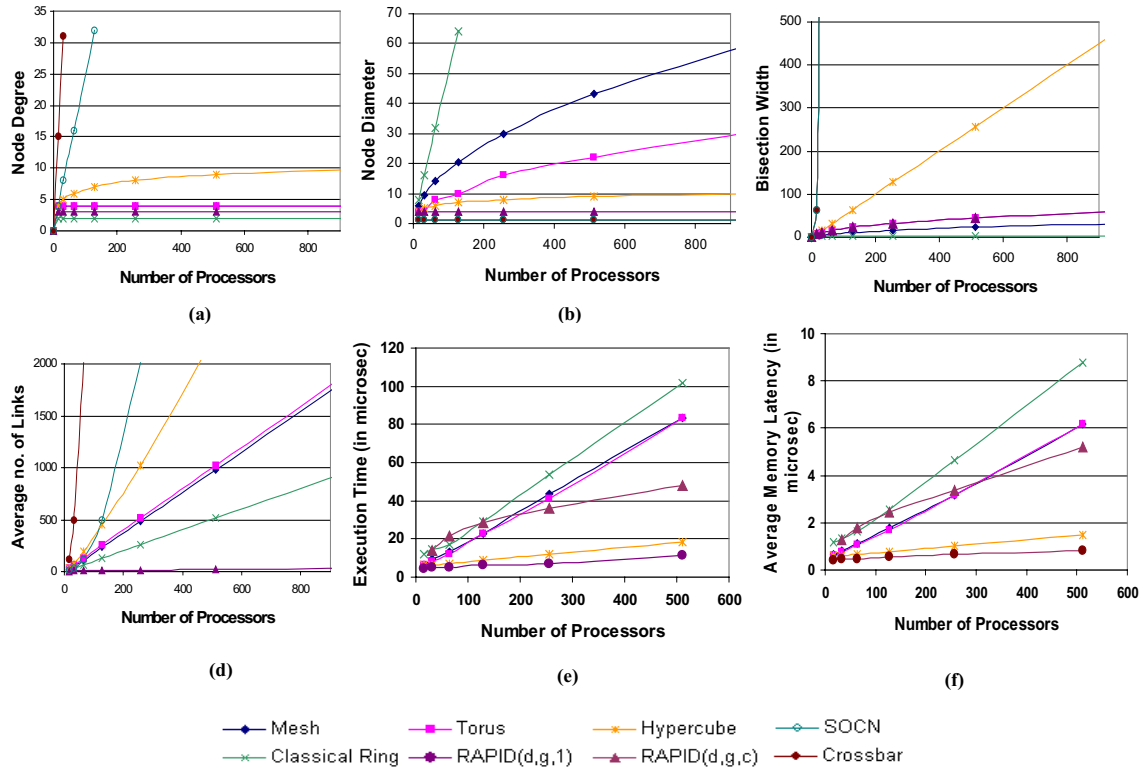 35
30
25
20
15
10
5
0
Node Degree
0 200 400 600 800
Number of Processors
(a)
70
60
50
40
30
20
10
0
Node Diameter
0 200 400 600 800
Number of Processors
(b)
500
400
300
200
100
0
Bisection Width
0 200 400 600 800
Number of Processors
2000
1500
1000
500
0
Average no. of Links
0 200 400 600 800
Number of Processors
(d)
120
100
80
60
40
20
0
Execution Time (in microsec)
0 100 200 300 400 500 600
Number of Processors
(e)
10
8
6
4
2
0
Average Memory Latency (in
microsec)
0 100 200 300 400 500 600
Number of Processors
(f)
Mesh Torus Hypercube SOCN
Classical Ring RAPID(d,g,1) RAPID(d,g,c) Crossbar